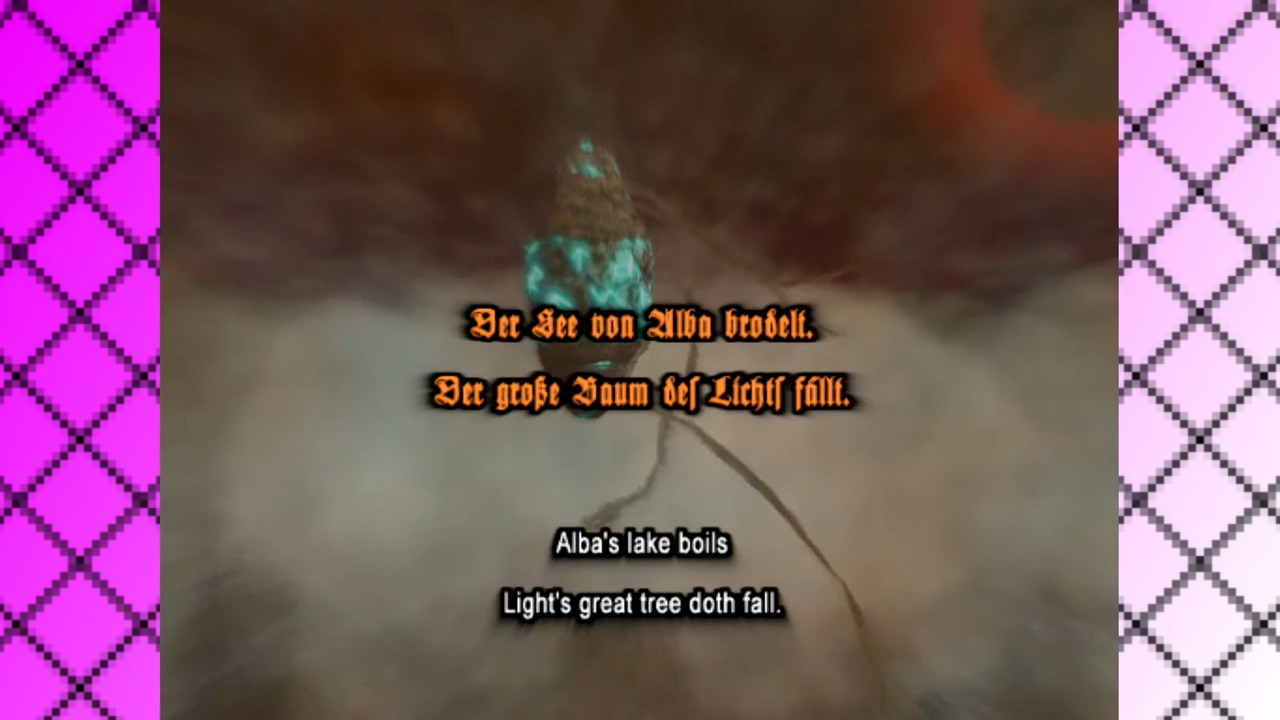 Der See von Alba brodelt.
Der große Baum deſ Lichtſ fällt.
Alba's lake boils
Light's great tree doth fall.